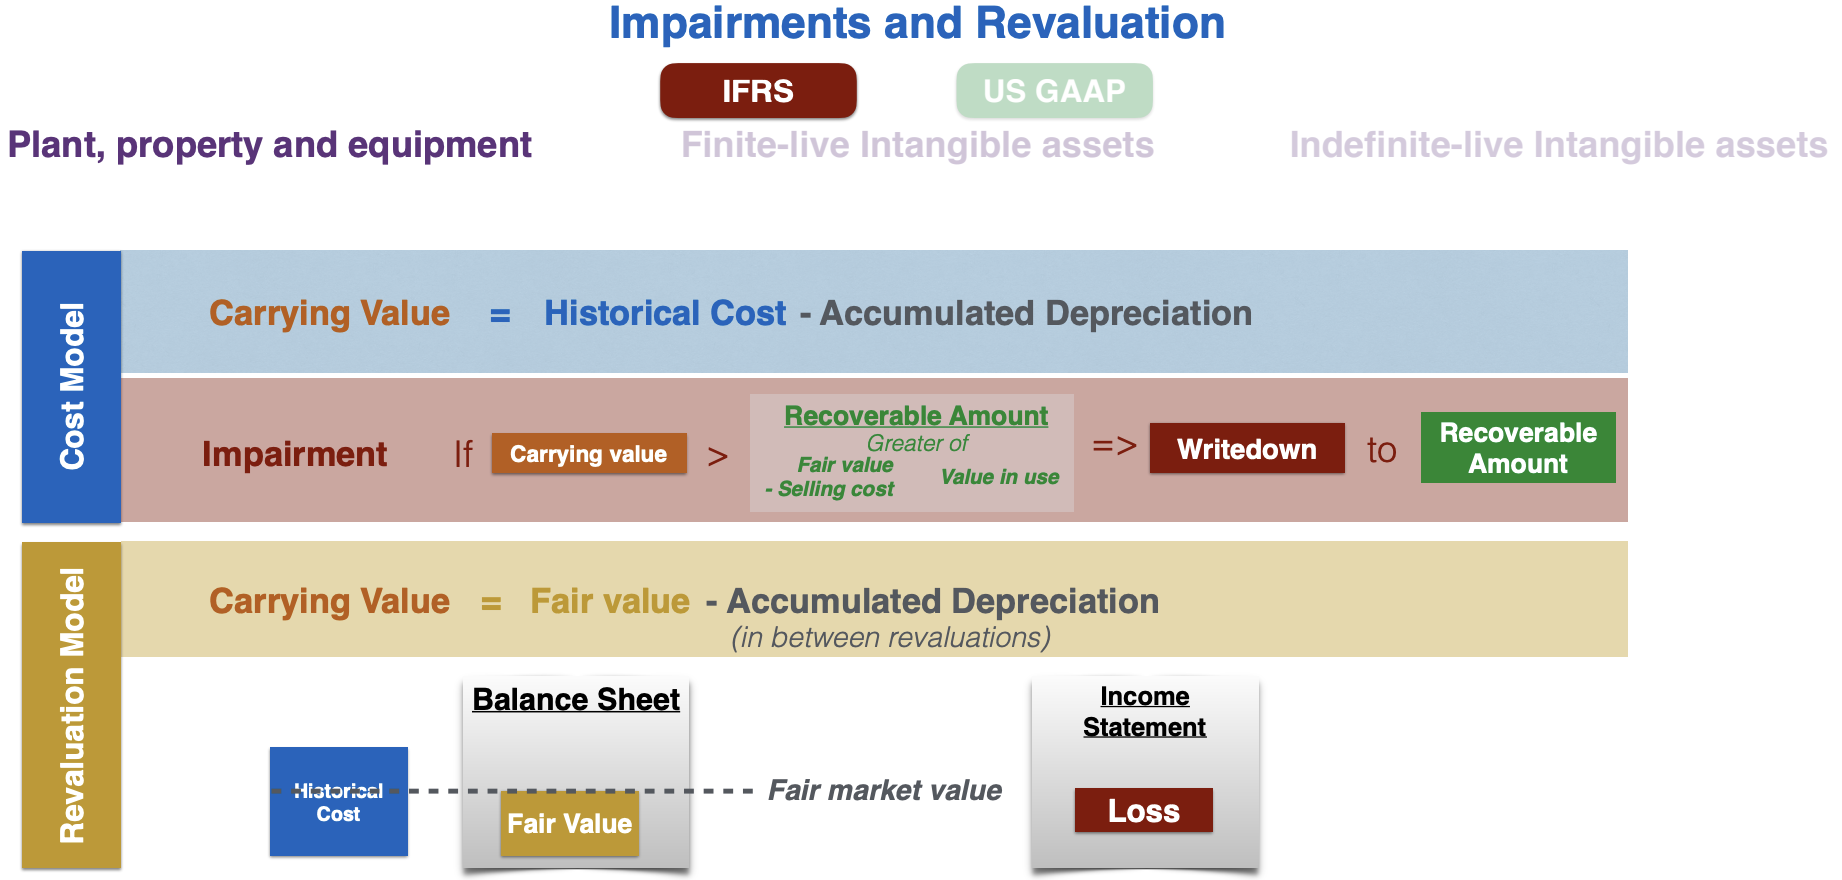 Impairments and Revaluation
IFRS
US GAAP
Plant, property and equipment
Finite-live Intangible assets
Indefinite-live Intangible assets
Cost Model
Carrying Value = Historical Cost - Accumulated Depreciation
Impairment If Carrying value >
Recoverable Amount
Greater of
Fair value
- Selling cost
Value in use
=> Writedown to
Recoverable
Amount
Revaluation Model
Carrying Value = Fair value - Accumulated Depreciation
(in between revaluations)
Balance Sheet
Income
Statement
Historical
Cost
Fair market value
Fair Value
Loss